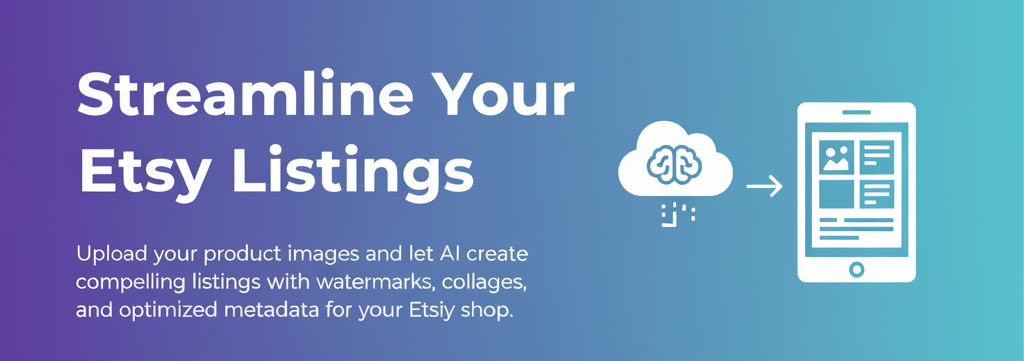 Streamline Your
Etsy Listings
Upload your product images and let AI create
compelling listings with watermarks, collages,
and optimized metadata for your Etsiy shop.